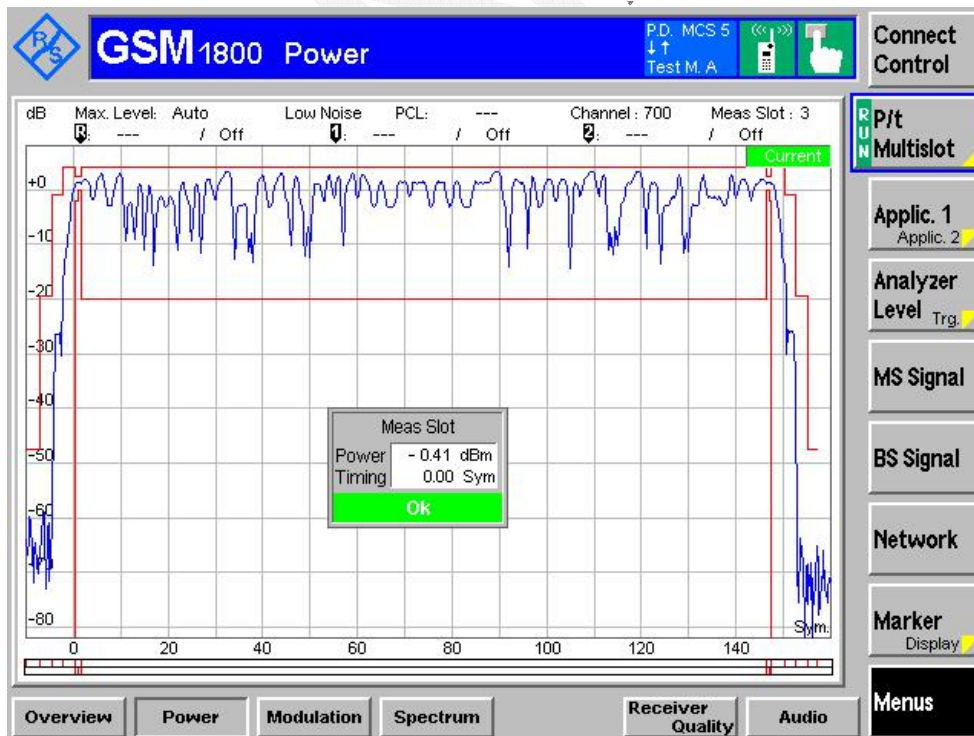 R/S
GSM 1800 Power
P.D. MCS 5
Test M. A
Connect
Control
dB Max. Level: Auto Low Noise PCL: --- Channel : 700 Meas Slot : 3
R: --- / Off 1: --- / Off 2: --- / Off
Current
RUN
P/t
Multislot
Applic. 1
Applic. 2
Analyzer
Level Trg.
MS Signal
BS Signal
Network
Marker
Display
Menus
+0
-10
-20
-30
-40
-50
-60
-80
Meas Slot
Power - 0.41 dBm
Timing 0.00 Sym
Ok
Sym.
0 20 40 60 80 100 120 140
Overview Power Modulation Spectrum Receiver Quality Audio